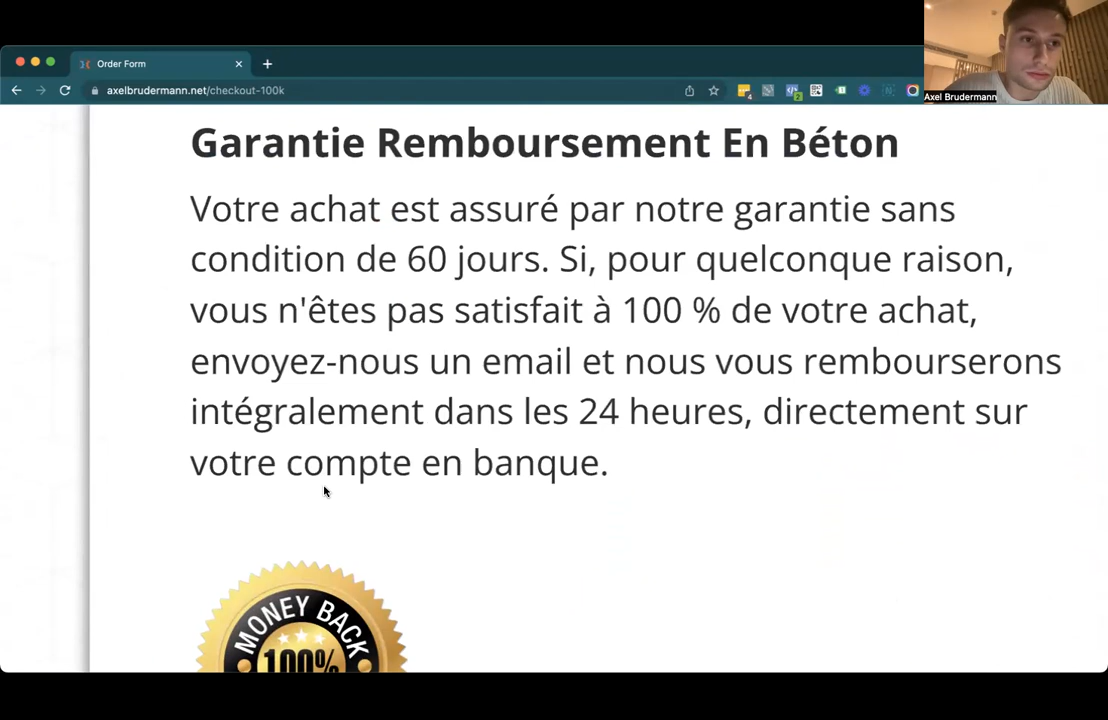 Order Form
axelbrudermann.net/checkout-100k
Axel Brudermann
Garantie Remboursement En Béton
Votre achat est assuré par notre garantie sans
condition de 60 jours. Si, pour quelconque raison,
vous n'êtes pas satisfait à 100 % de votre achat,
envoyez-nous un email et nous vous rembourserons
intégralement dans les 24 heures, directement sur
votre compte en banque.
MONEY BACK
100%